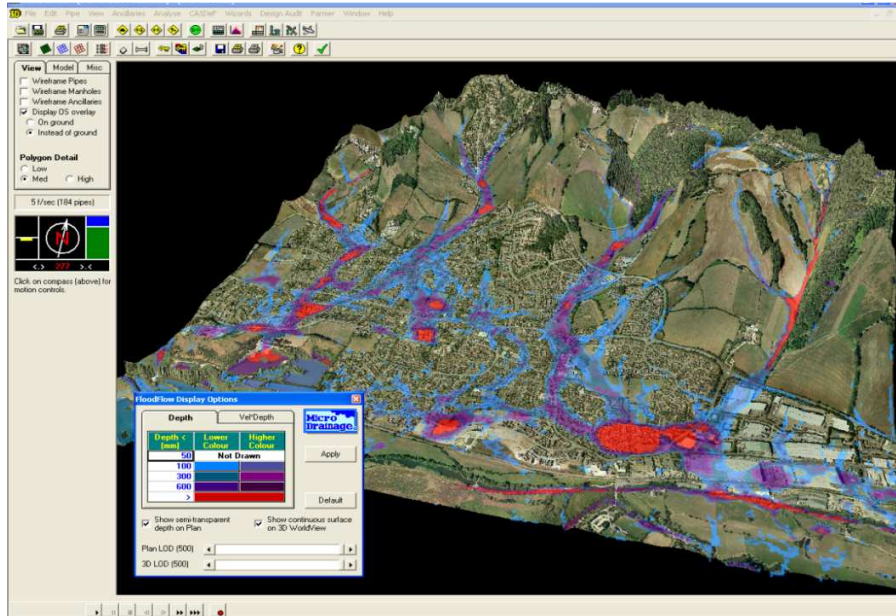 File Edit Pipe View Ancillaries Analyse CASDeF Wizards Design Audit Partner Window Help
View Model Misc
Wireframe Pipes
Wireframe Manholes
Wireframe Ancillaries
Display OS overlay
On ground
Instead of ground
Polygon Detail
Low
Med High
5 f/sec (184 pipes)
N
<.> 277 >.<
Click on compass (above) for
motion controls.
FloodFlow Display Options
Depth Vel*Depth
Micro
Drainage
Depth < Lower Higher
(mm) Colour Colour
50 Not Drawn
100
300
600
>
Apply
Default
Show semi-transparent
depth on Plan
Show continuous surface
on 3D WorldView
Plan LOD (500)
3D LOD (500)